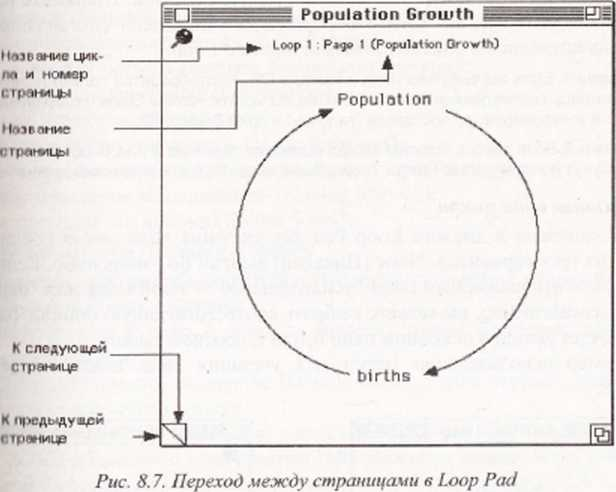 Population Growth
Loop 1 : Page 1 (Population Growth)
Название цик-
ла и номер
страницы
Название
страницы
Population
births
К следующей
странице
К предыдущей
странице
Рис. 8.7. Переход между страницами в Loop Pad